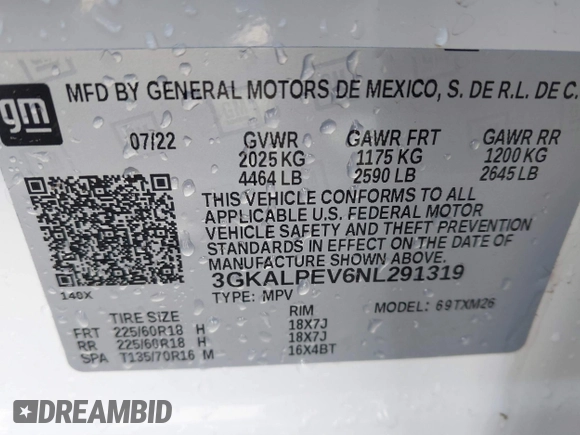 gm
MFD BY GENERAL MOTORS DE MEXICO, S. DE R.L. DE C.
07/22 GVWR GAWR FRT GAWR RR
2025 KG 1175 KG 1200 KG
4464 LB 2590 LB 2645 LB
THIS VEHICLE CONFORMS TO ALL
APPLICABLE U.S. FEDERAL MOTOR
VEHICLE SAFETY AND THEFT PREVENTION
STANDARDS IN EFFECT ON THE DATE OF
MANUFACTURE SHOWN ABOVE.
3GKALPEV6NL291319
140X TYPE: MPV MODEL: 69TXM26
TIRE SIZE RIM
FRT 225/60R18 H 18X7J
RR 225/60R18 H 18X7J
SPA T135/70R16 M 16X4BT
DREAMBID